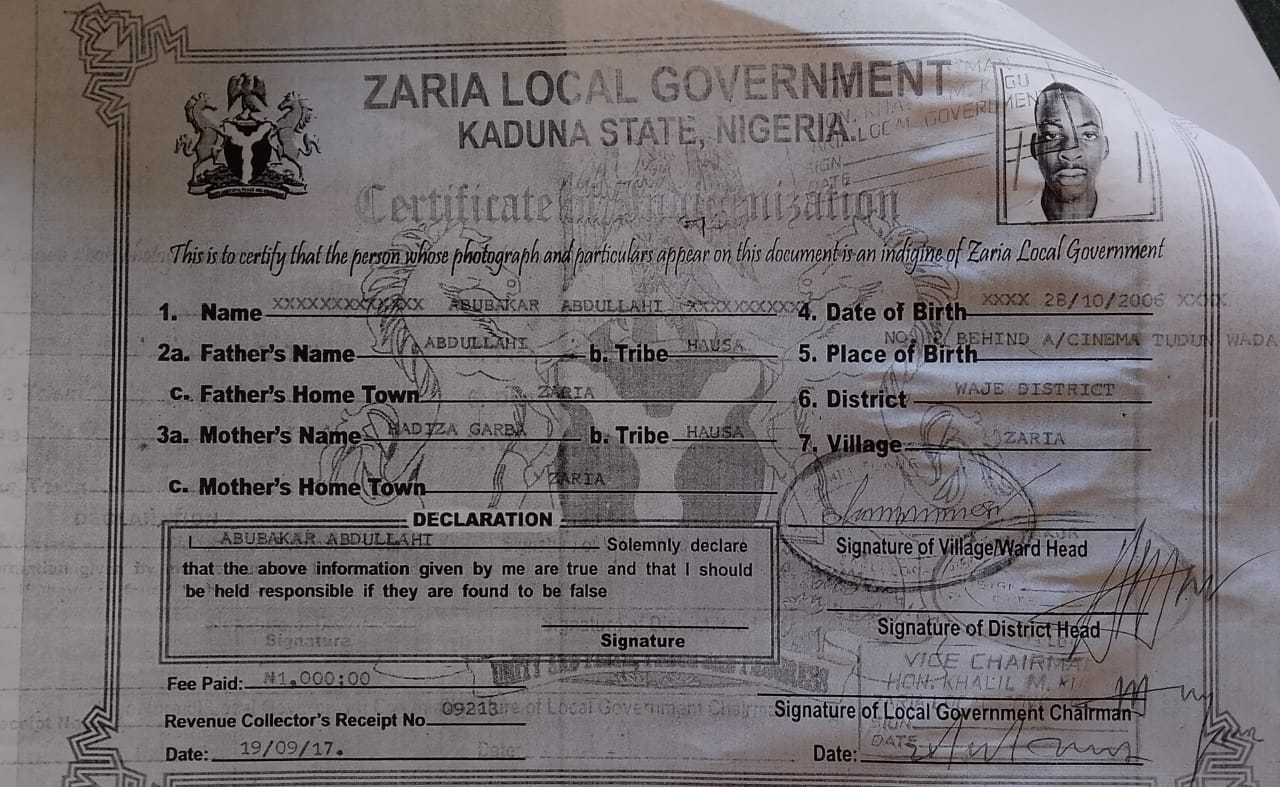 ZARIA LOCAL GOVERNMENT
KADUNA STATE, NIGERIA.
Certificate
This is to certify that the person whose photograph and particulars appear on this document is an indigine of Zaria Local Government
1. Name XXXXXXXXXXXXX ABUBAKAR ABDULLAHI XXXXXXXXXX
4. Date of Birth XXXX 28/10/2006 XXXX
2a. Father's Name ABDULLAHI b. Tribe HAUSA
5. Place of Birth BEHIND A/CINEMA TUDUN WADA
c. Father's Home Town ZARIA
6. District WAJE DISTRICT
3a. Mother's Name HADIZA GARBA b. Tribe HAUSA
7. Village ZARIA
c. Mother's Home Town ZARIA
DECLARATION
I ABUBAKAR ABDULLAHI Solemnly declare
that the above information given by me are true and that I should
be held responsible if they are found to be false
Signature
Signature of Village/Ward Head
Signature of District Head
VICE CHAIRMAN
HON. KHALIL M.
Signature of Local Government Chairman
Fee Paid: ₦1,000;00
Revenue Collector's Receipt No. 09213
Date: 19/09/17.
DATE
Date: